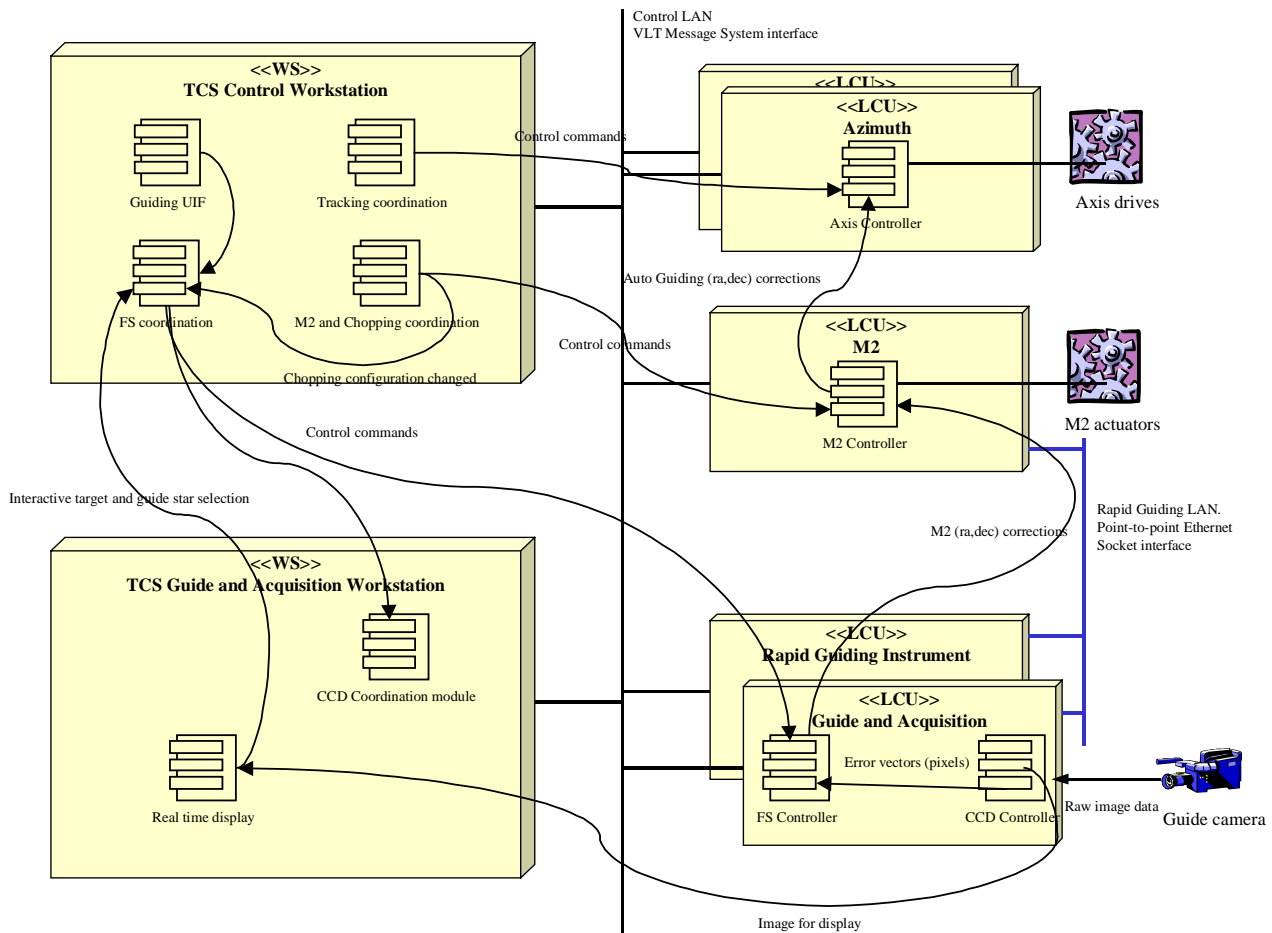 Control LAN
VLT Message System interface
<<WS>>
TCS Control Workstation
Guiding UIF
Tracking coordination
FS coordination
M2 and Chopping coordination
Chopping configuration changed
Control commands
<<LCU>>
<<LCU>>
Azimuth
Axis Controller
Axis drives
Auto Guiding (ra,dec) corrections
Control commands
<<LCU>>
M2
M2 Controller
M2 actuators
Control commands
Interactive target and guide star selection
M2 (ra,dec) corrections
Rapid Guiding LAN.
Point-to-point Ethernet
Socket interface
<<WS>>
TCS Guide and Acquisition Workstation
CCD Coordination module
Real time display
<<LCU>>
Rapid Guiding Instrument
<<LCU>>
Guide and Acquisition
Error vectors (pixels)
FS Controller
CCD Controller
Raw image data
Guide camera
Image for display